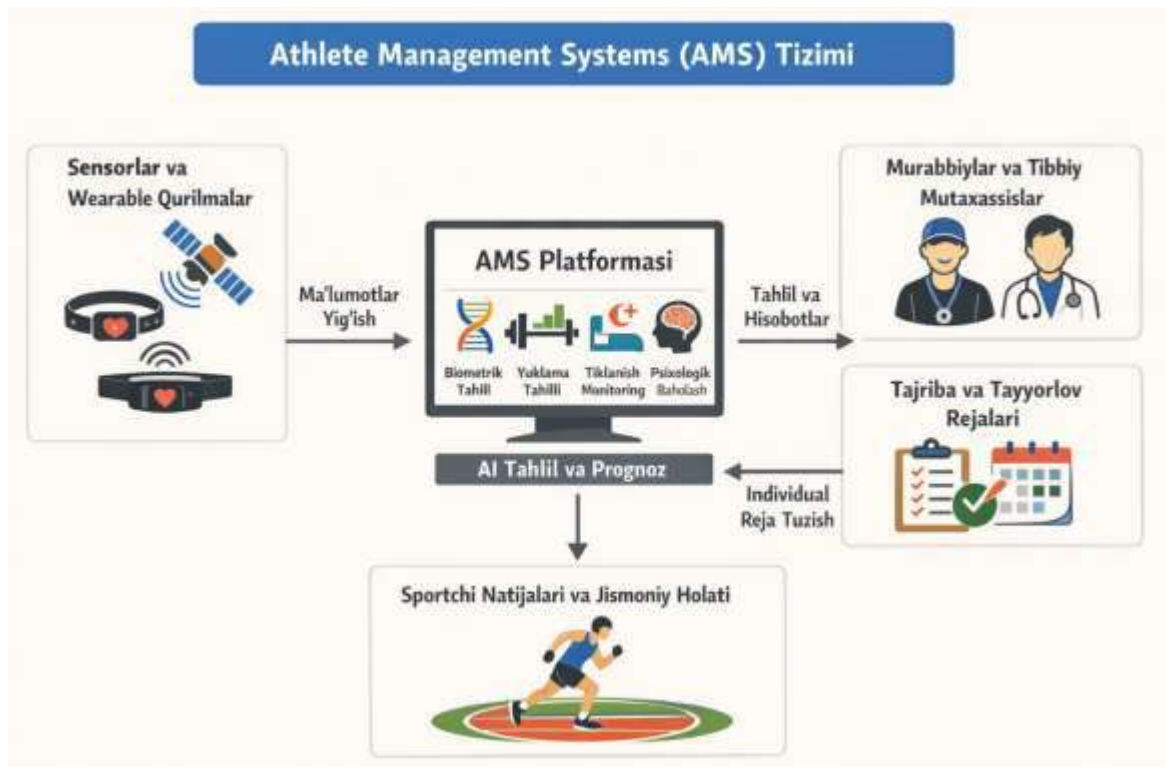 Athlete Management Systems (AMS) Tizimi
Sensorlar va
Wearable Qurilmalar
Ma'lumotlar
Yig'ish
AMS Platformasi
Biometrik
Tahlil
Yuklama
Tahlili
Tiklanish
Monitoring
Psixologik
Baholash
AI Tahlil va Prognoz
Tahlil va
Hisobotlar
Murabbiylar va Tibbiy
Mutaxassislar
Tajriba va Tayyorlov
Rejalari
Individual
Reja Tuzish
Sportchi Natijalari va Jismoniy Holati